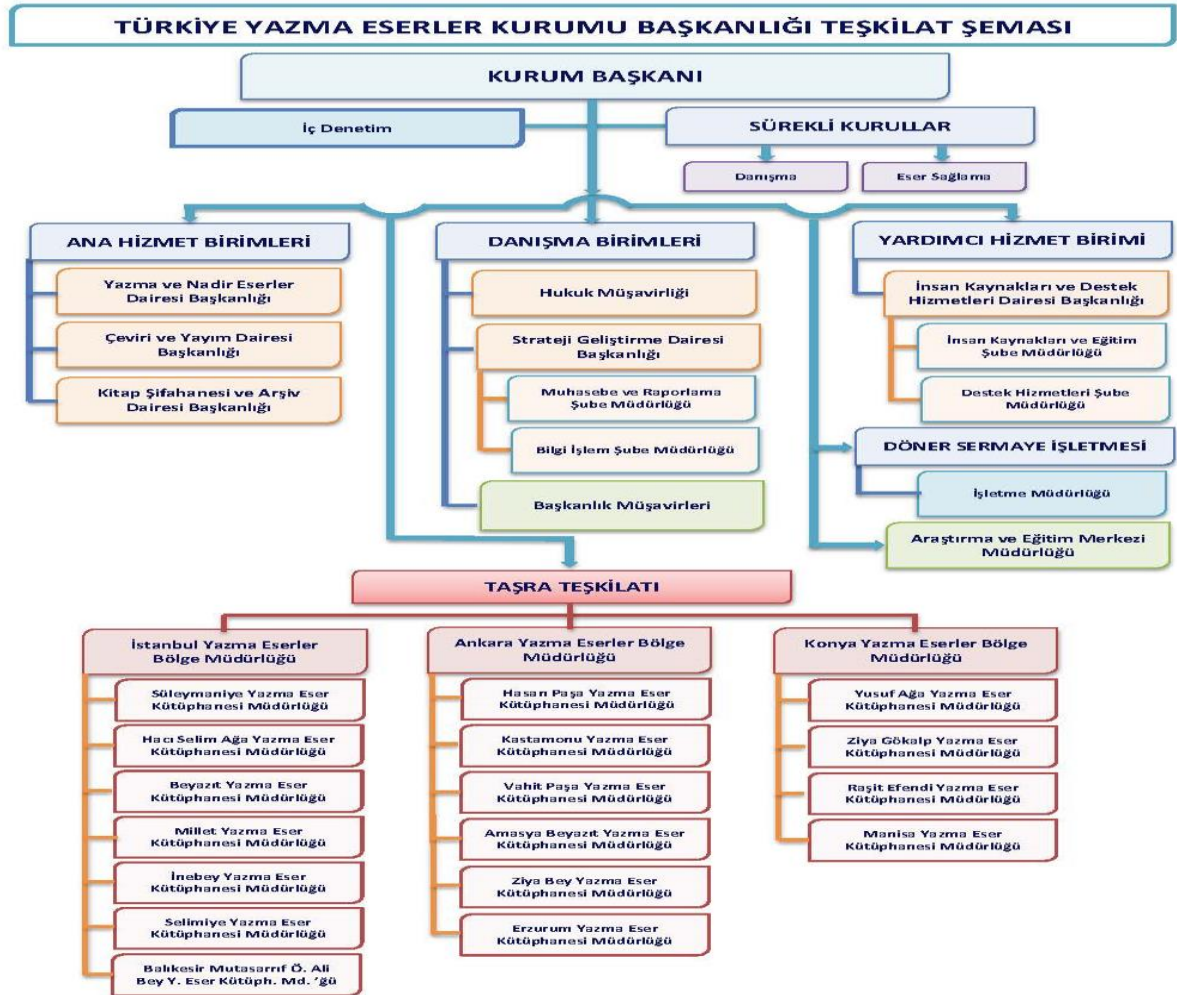 TÜRKİYE YAZMA ESERLER KURUMU BAŞKANLIĞI TEŞKİLAT ŞEMASI
KURUM BAŞKANI
İç Denetim
SÜREKLİ KURULLAR
Danışma
Eser Sağlama
ANA HİZMET BİRİMLERİ
Yazma ve Nadir Eserler
Dairesi Başkanlığı
Çeviri ve Yayım Dairesi
Başkanlığı
Kitap Şifahanesi ve Arşiv
Dairesi Başkanlığı
DANIŞMA BİRİMLERİ
Hukuk Müşavirliği
Strateji Geliştirme Dairesi
Başkanlığı
Muhasebe ve Raporlama
Şube Müdürlüğü
Bilgi İşlem Şube Müdürlüğü
Başkanlık Müşavirleri
YARDIMCI HİZMET BİRİMİ
İnsan Kaynakları ve Destek
Hizmetleri Dairesi Başkanlığı
İnsan Kaynakları ve Eğitim
Şube Müdürlüğü
Destek Hizmetleri Şube
Müdürlüğü
DÖNER SERMAYE İŞLETMESİ
İşletme Müdürlüğü
Araştırma ve Eğitim Merkezi
Müdürlüğü
TAŞRA TEŞKİLATI
İstanbul Yazma Eserler
Bölge Müdürlüğü
Süleymaniye Yazma Eser
Kütüphanesi Müdürlüğü
Hacı Selim Ağa Yazma Eser
Kütüphanesi Müdürlüğü
Beyazıt Yazma Eser
Kütüphanesi Müdürlüğü
Millet Yazma Eser
Kütüphanesi Müdürlüğü
İnebey Yazma Eser
Kütüphanesi Müdürlüğü
Selimiye Yazma Eser
Kütüphanesi Müdürlüğü
Balıkesir Mutasarrıf Ö. Ali
Bey Y. Eser Kütüph. Md. 'ğü
Ankara Yazma Eserler Bölge
Müdürlüğü
Hasan Paşa Yazma Eser
Kütüphanesi Müdürlüğü
Kastamonu Yazma Eser
Kütüphanesi Müdürlüğü
Vahit Paşa Yazma Eser
Kütüphanesi Müdürlüğü
Amasya Beyazıt Yazma Eser
Kütüphanesi Müdürlüğü
Ziya Bey Yazma Eser
Kütüphanesi Müdürlüğü
Erzurum Yazma Eser
Kütüphanesi Müdürlüğü
Konya Yazma Eserler Bölge
Müdürlüğü
Yusuf Ağa Yazma Eser
Kütüphanesi Müdürlüğü
Ziya Gökalp Yazma Eser
Kütüphanesi Müdürlüğü
Raşit Efendi Yazma Eser
Kütüphanesi Müdürlüğü
Manisa Yazma Eser
Kütüphanesi Müdürlüğü